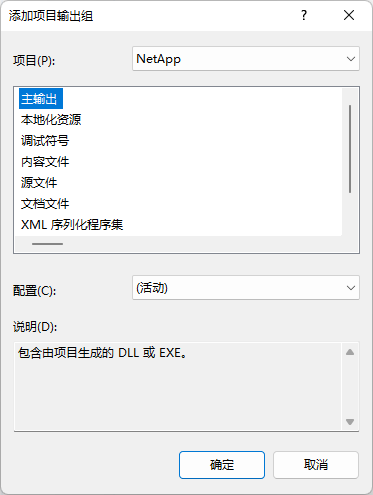 添加项目输出组
项目(P):
NetApp
主输出
本地化资源
调试符号
内容文件
源文件
文档文件
XML 序列化程序集
配置(C):
(活动)
说明(D):
包含由项目生成的 DLL 或 EXE。
确定
取消